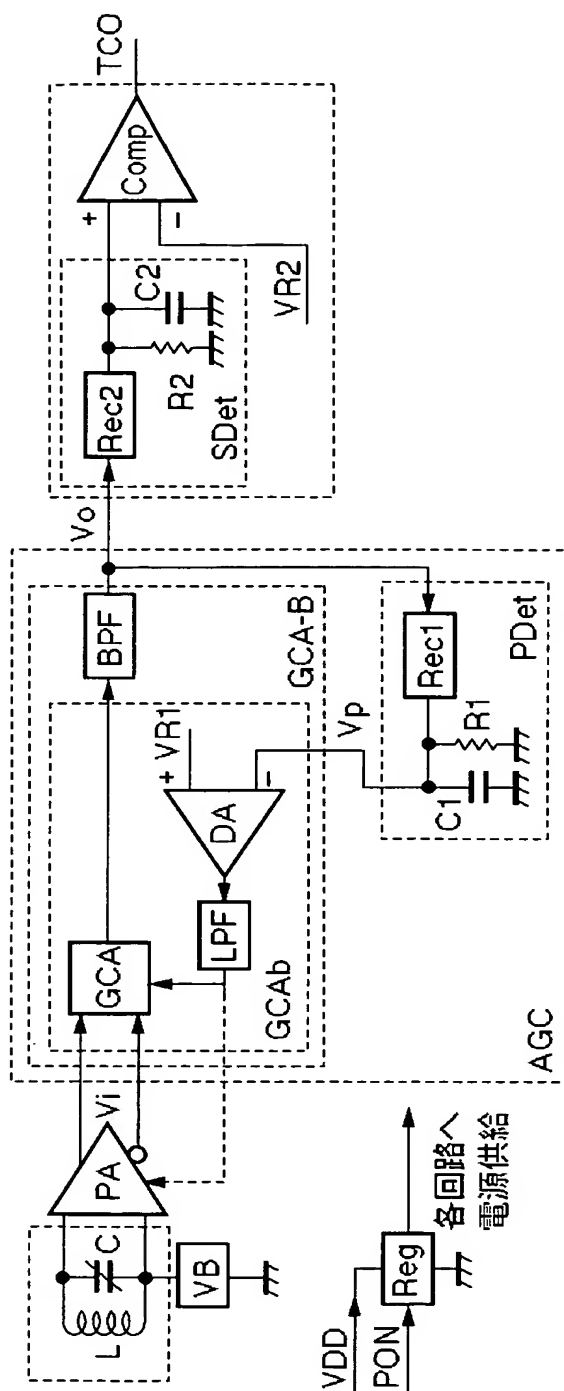 L
C
VB
PA
Vi
GCA
LPF
DA
+ VR1
−
GCAb
BPF
GCA-B
Vp
C1
R1
Rec1
PDet
AGC
Vo
Rec2
R2
C2
SDet
VR2
+
−
Comp
TCO
VDD
PON
Reg
各回路へ
電源供給